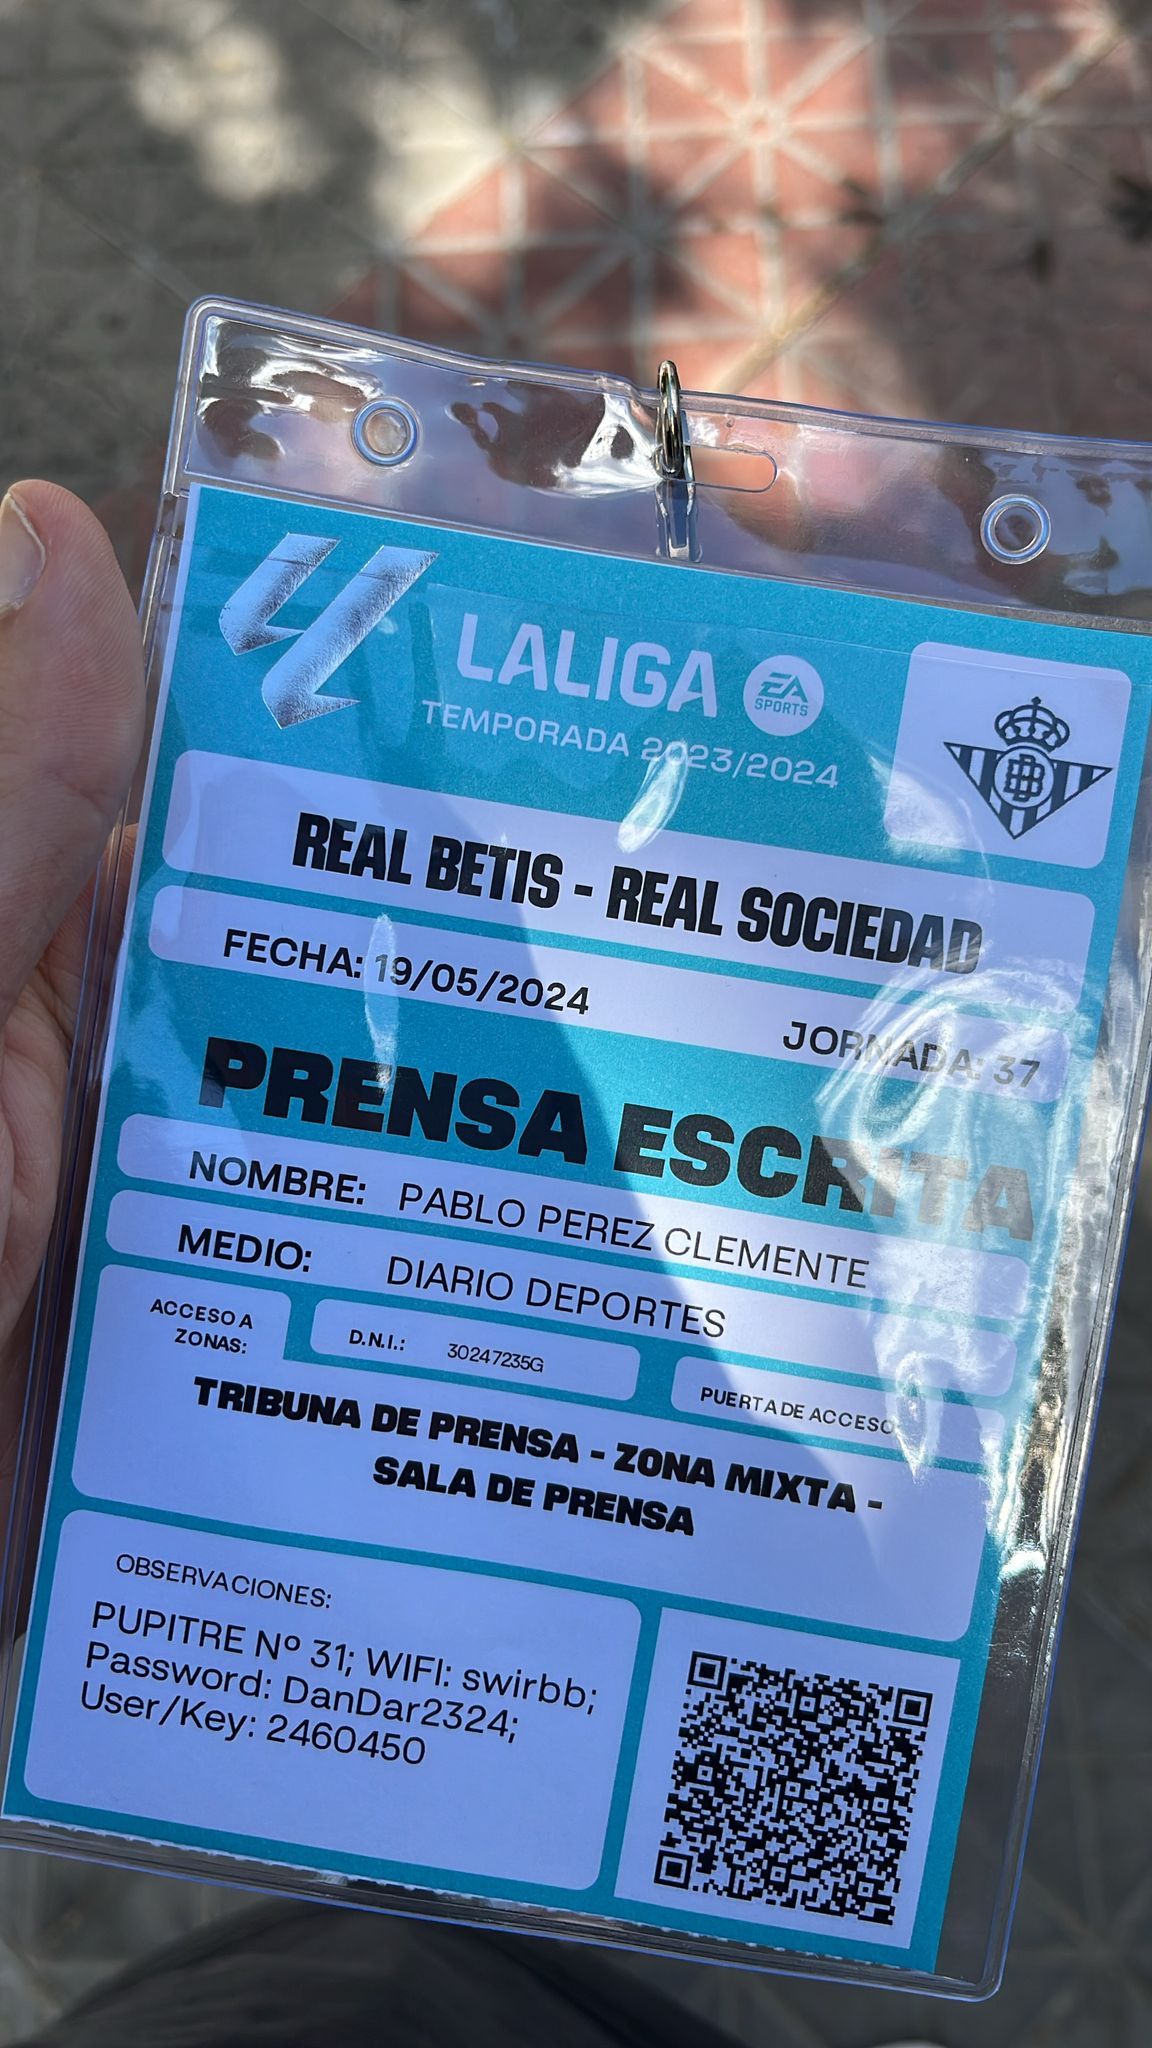 LALIGA EA SPORTS
TEMPORADA 2023/2024
REAL BETIS - REAL SOCIEDAD
FECHA: 19/05/2024
JORNADA: 37
PRENSA ESCRITA
NOMBRE: PABLO PEREZ CLEMENTE
MEDIO: DIARIO DEPORTES
ACCESO A
ZONAS:
D.N.I.: 30247235G
PUERTA DE ACCESO
TRIBUNA DE PRENSA - ZONA MIXTA -
SALA DE PRENSA
OBSERVACIONES:
PUPITRE Nº 31; WIFI: swirbb;
Password: DanDar2324;
User/Key: 2460450